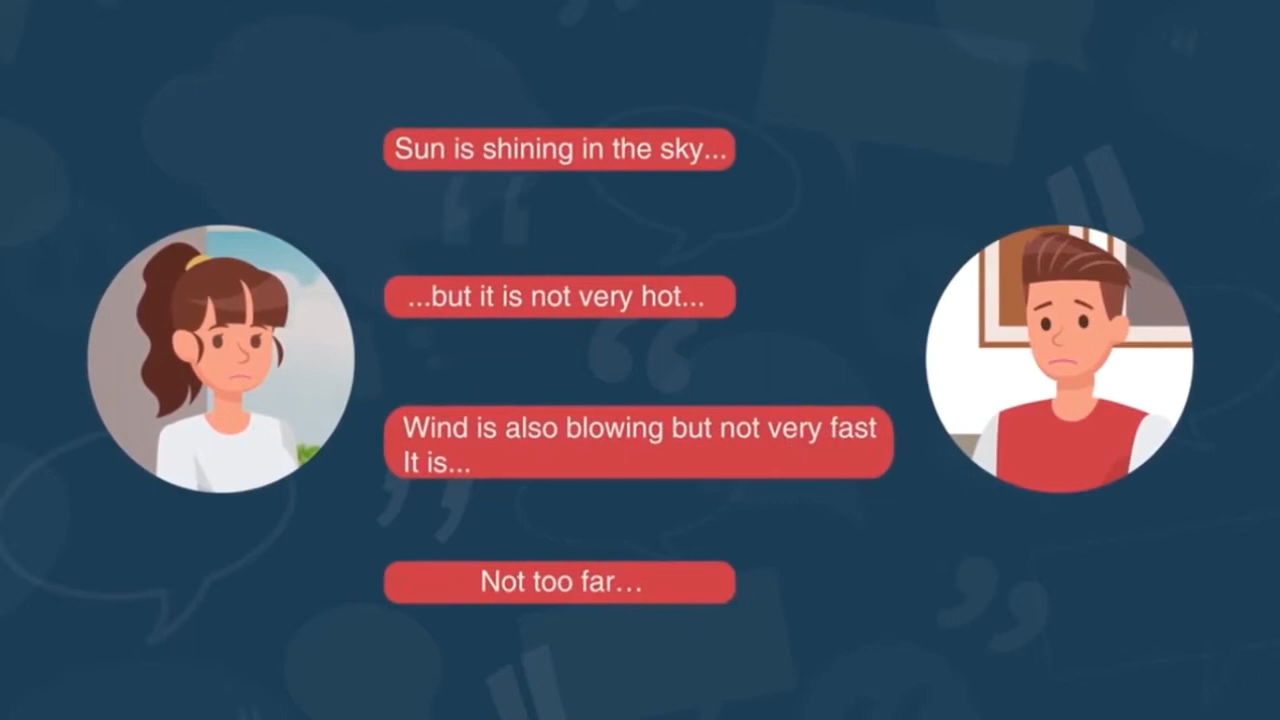 Sun is shining in the sky...
...but it is not very hot...
Wind is also blowing but not very fast
It is...
Not too far...